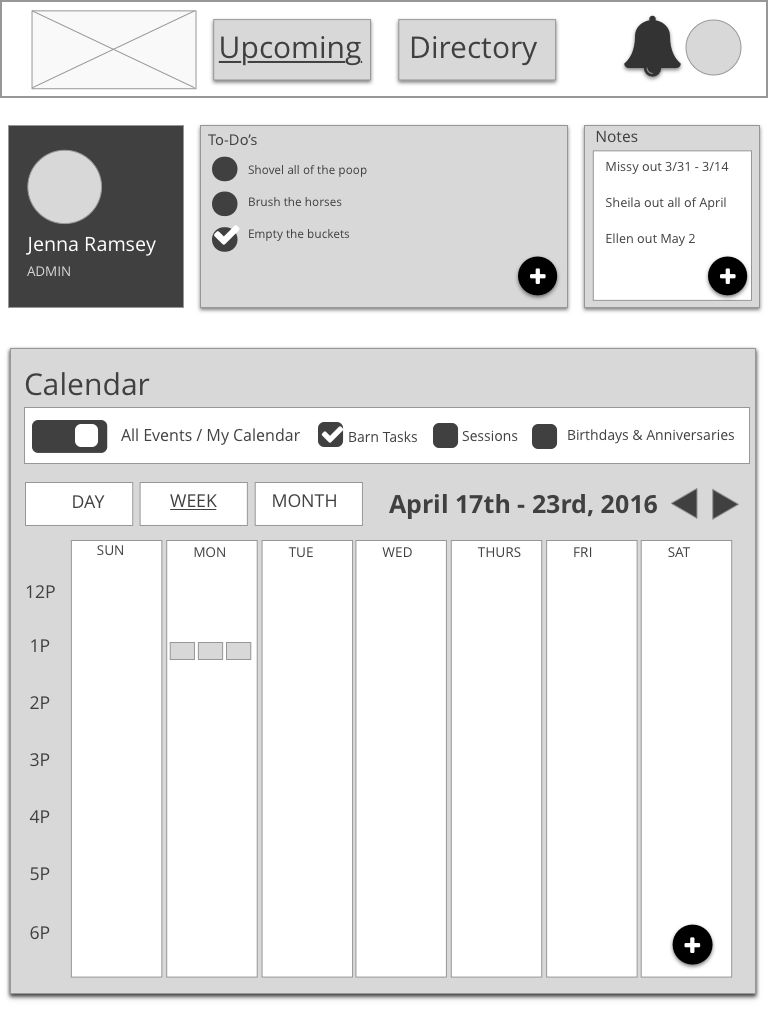 Upcoming
Directory
Jenna Ramsey
ADMIN
To-Do's
Shovel all of the poop
Brush the horses
Empty the buckets
Notes
Missy out 3/31 - 3/14
Sheila out all of April
Ellen out May 2
Calendar
All Events / My Calendar
Barn Tasks
Sessions
Birthdays & Anniversaries
DAY
WEEK
MONTH
April 17th - 23rd, 2016
SUN
MON
TUE
WED
THURS
FRI
SAT
12P
1P
2P
3P
4P
5P
6P